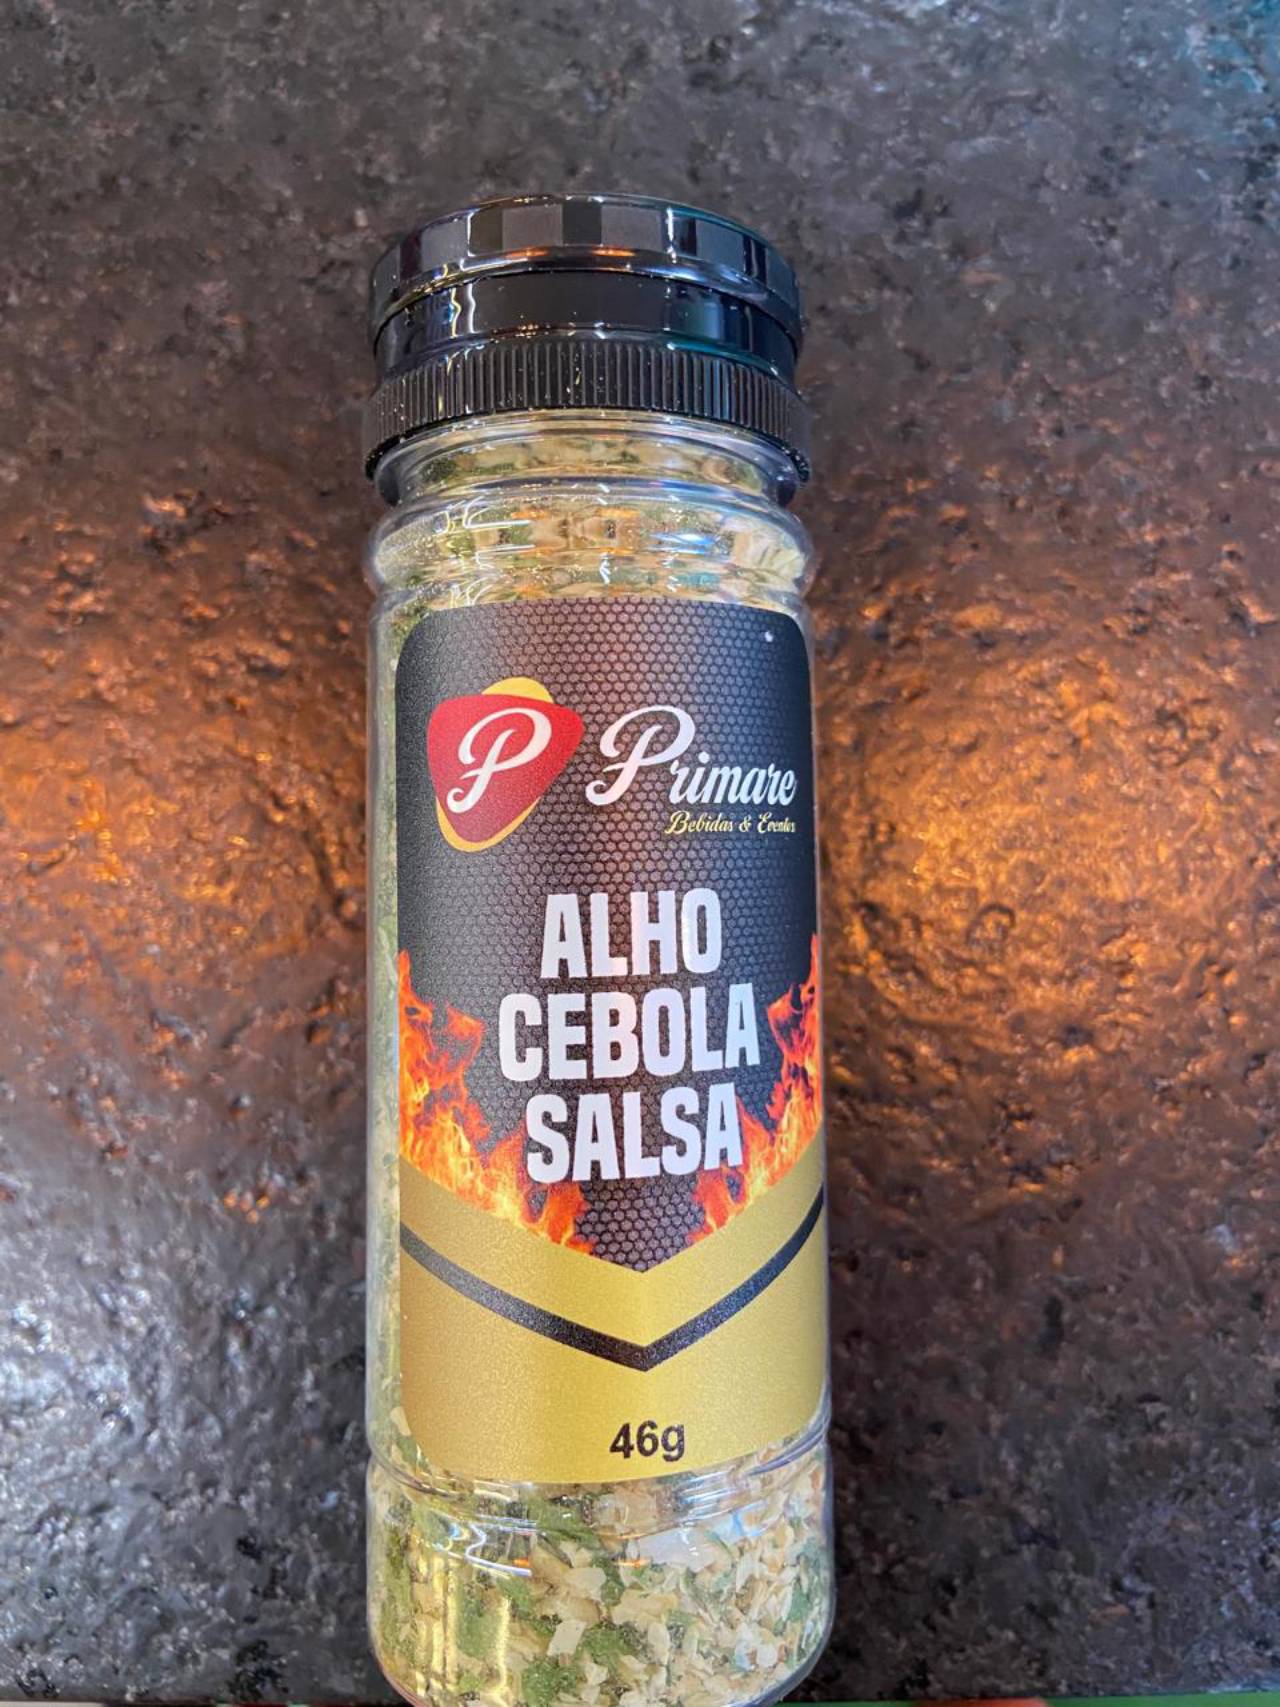 P
Primare
Bebidas & Eventos
ALHO
CEBOLA
SALSA
46g